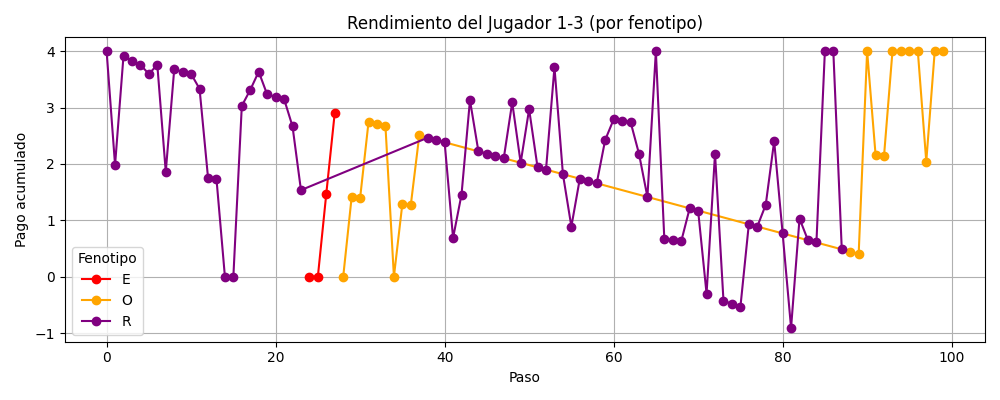 Rendimiento del Jugador 1-3 (por fenotipo)
Pago acumulado
4
3
2
1
0
−1
Fenotipo
E
O
R
0 20 40 60 80 100
Paso